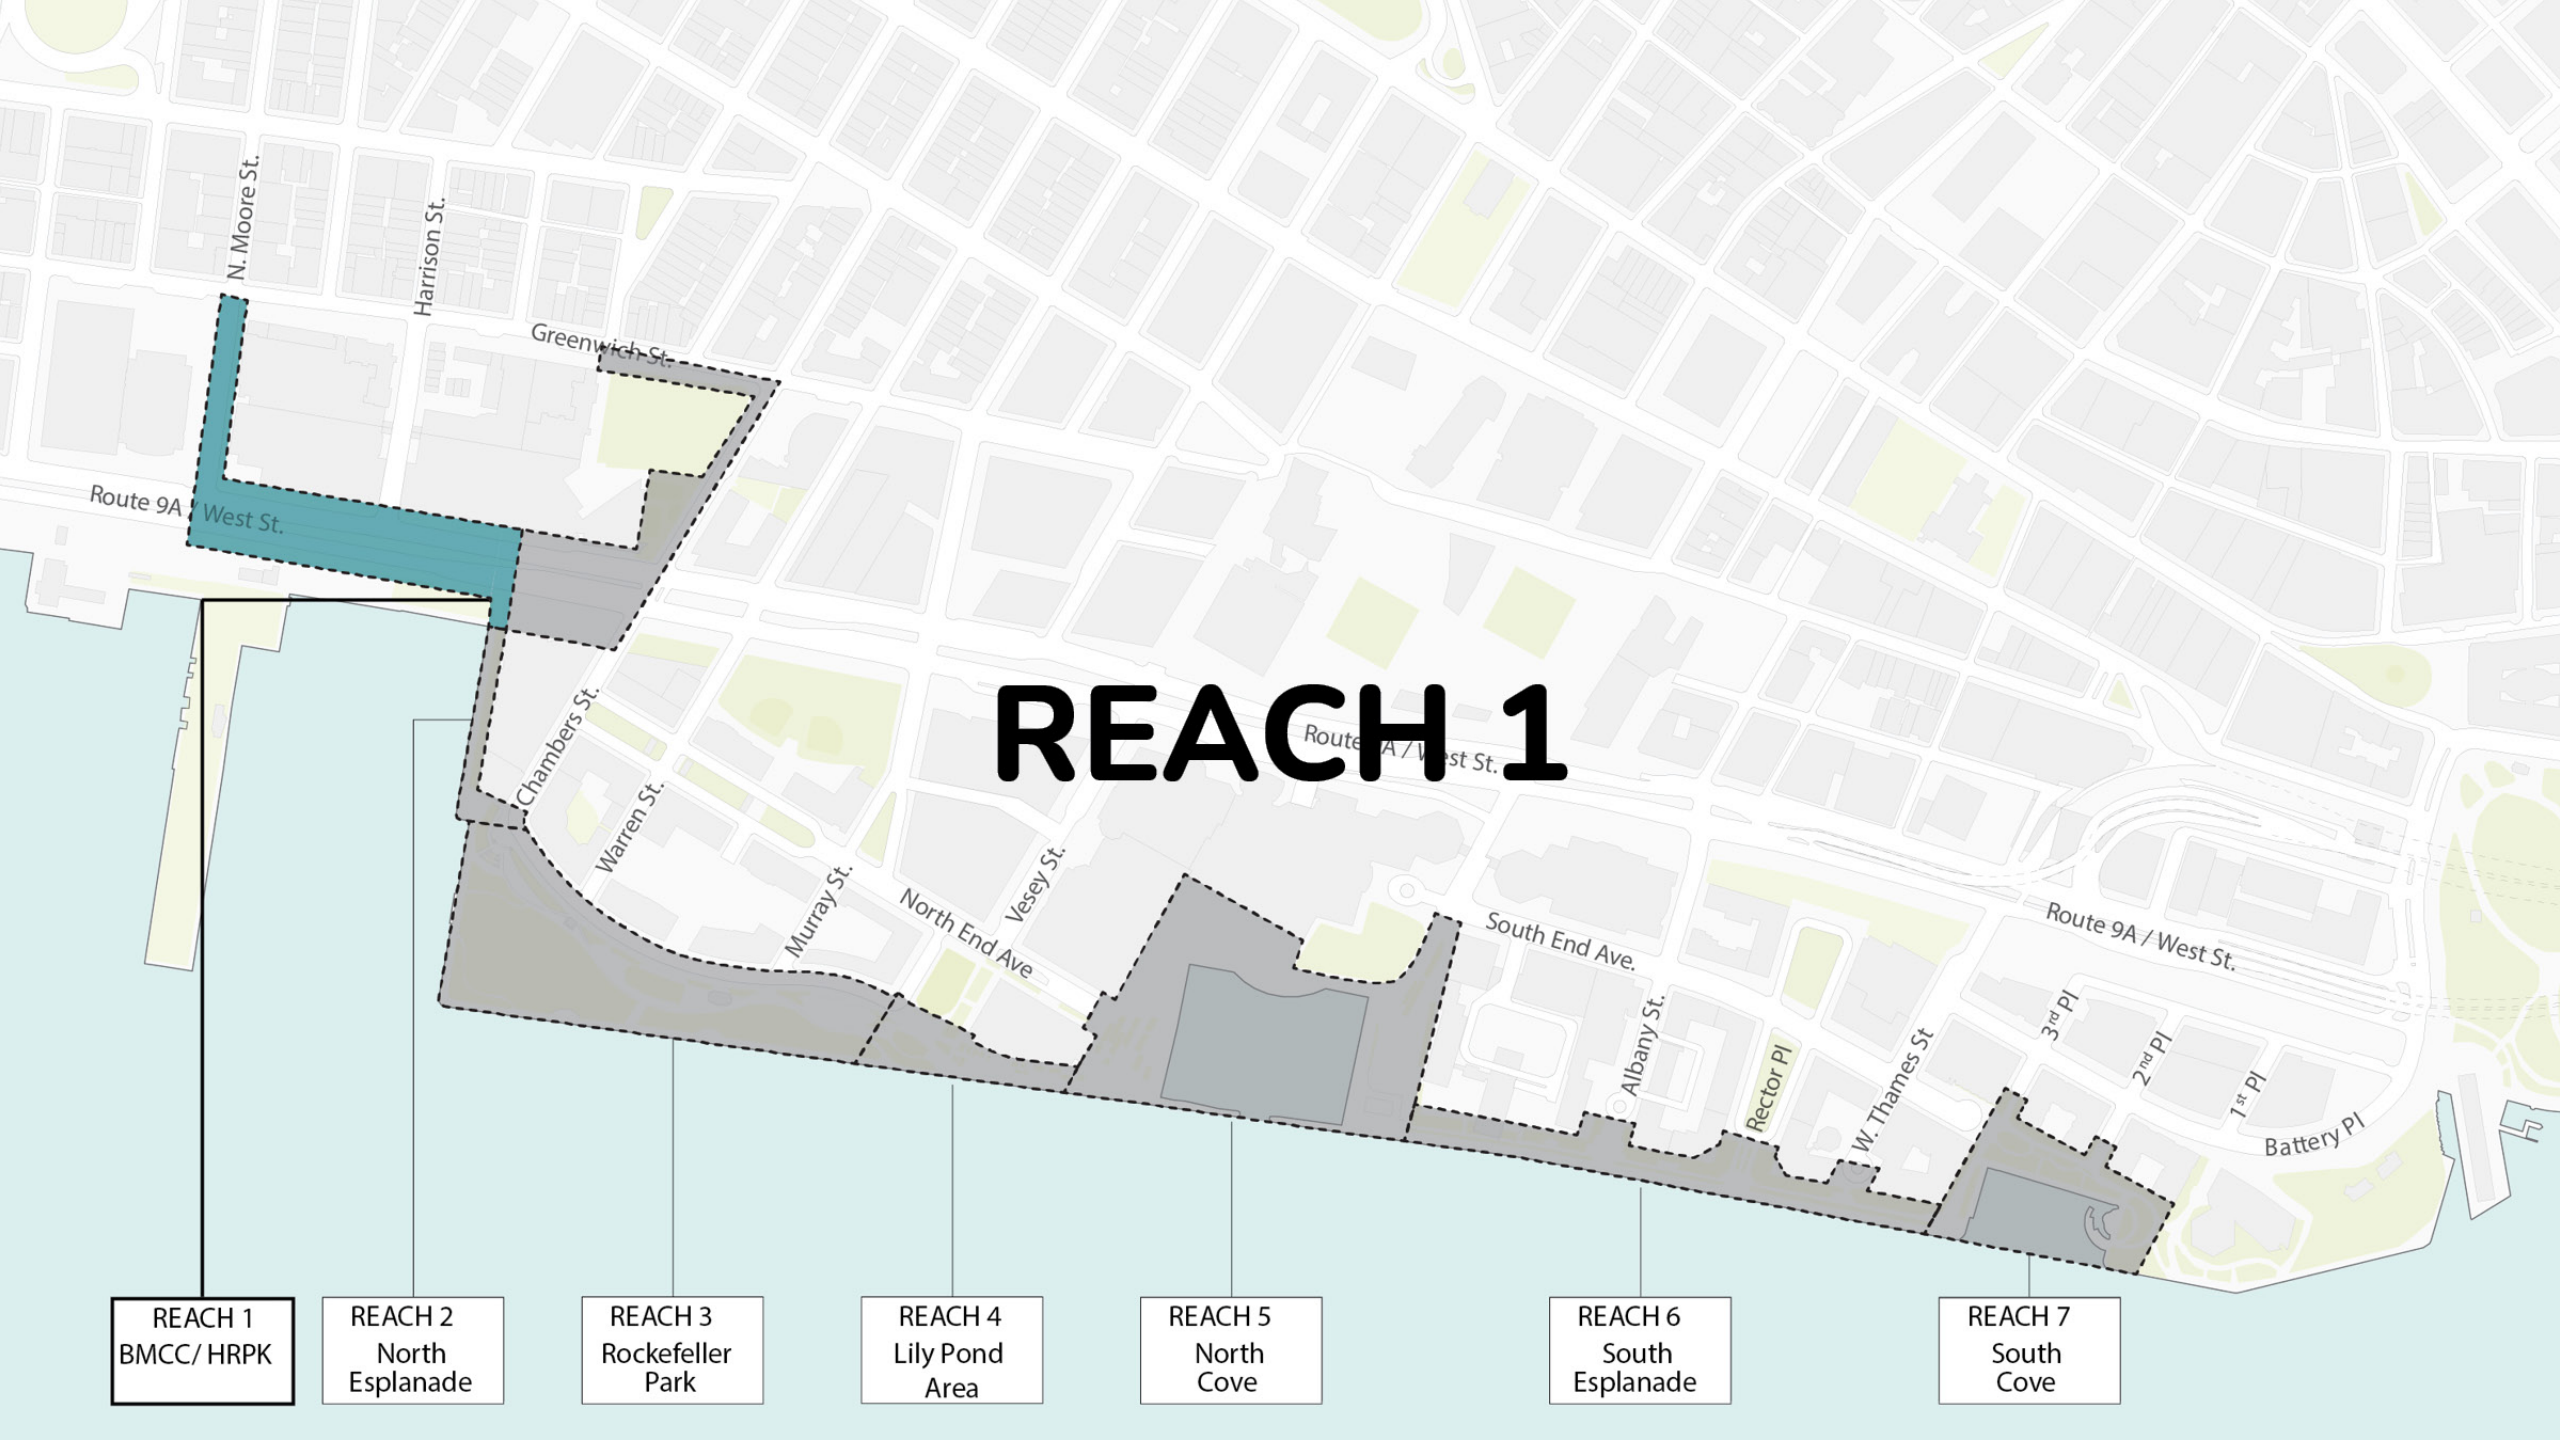 N. Moore St.
Harrison St.
Greenwich St.
Route 9A / West St.
REACH 1
Route 9A / West St.
Chambers St.
Warren St.
Murray St.
North End Ave
Vesey St.
South End Ave.
Albany St.
Rector Pl
W. Thames St
Route 9A / West St.
3rd Pl
2nd Pl
1st Pl
Battery Pl
REACH 1
BMCC/ HRPK
REACH 2
North
Esplanade
REACH 3
Rockefeller
Park
REACH 4
Lily Pond
Area
REACH 5
North
Cove
REACH 6
South
Esplanade
REACH 7
South
Cove